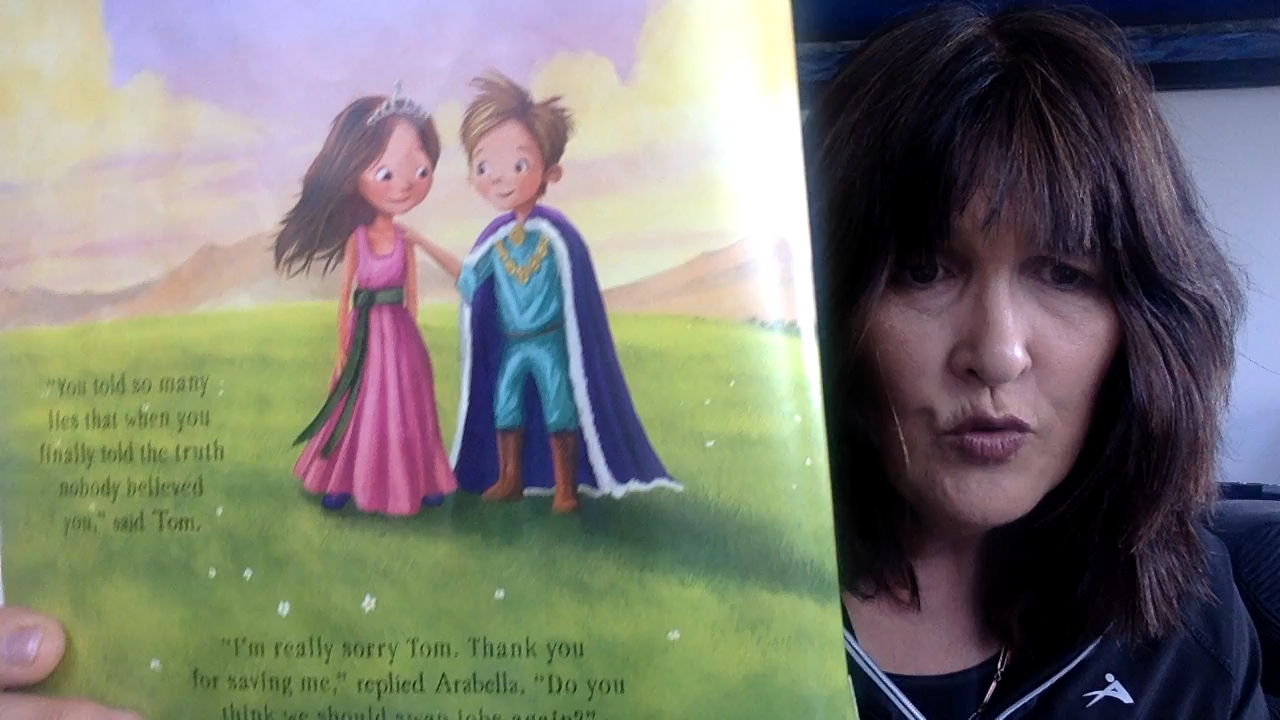 "You told so many
lies that when you
finally told the truth
nobody believed
you," said Tom.
"I'm really sorry Tom. Thank you
for saving me," replied Arabella, "Do you
think we should swap jobs again?"